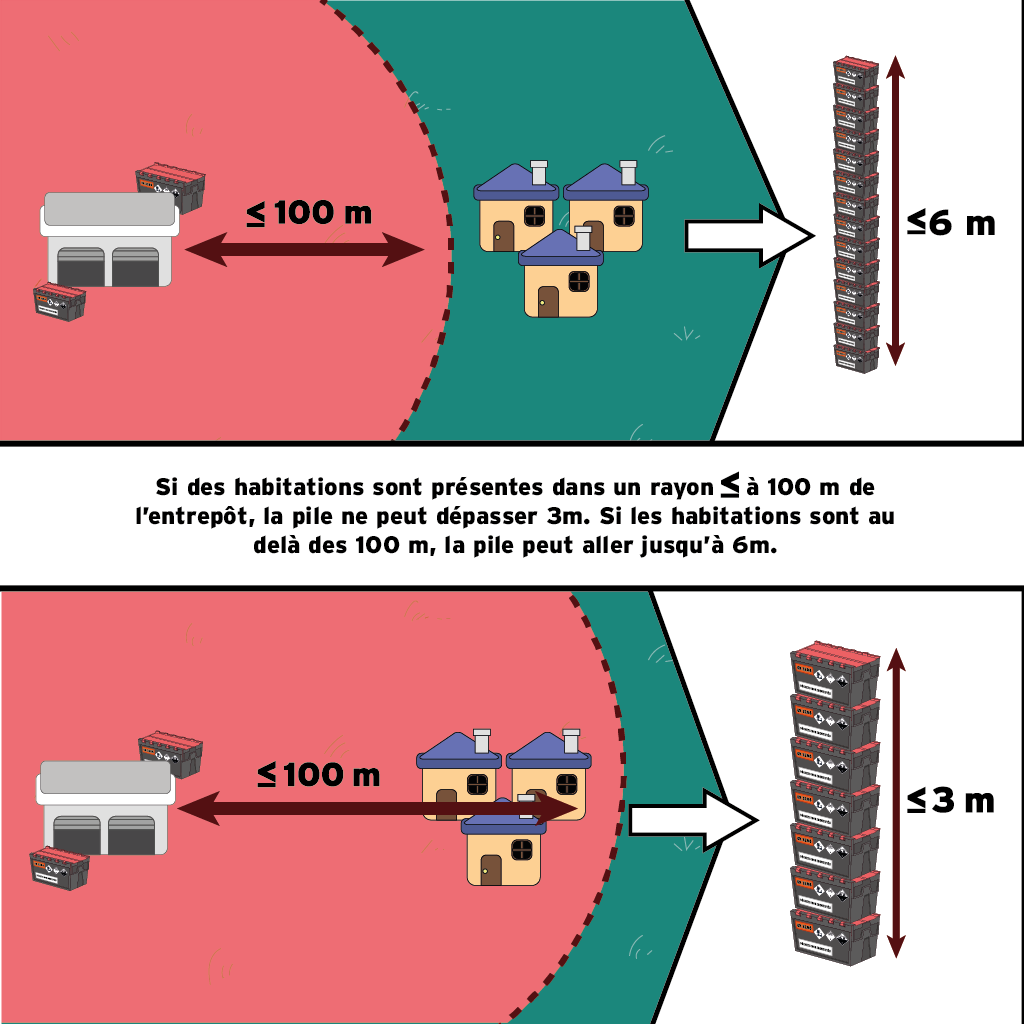 ≤ 100 m
≤6 m
Si des habitations sont présentes dans un rayon ≤ à 100 m de
l'entrepôt, la pile ne peut dépasser 3m. Si les habitations sont au
delà des 100 m, la pile peut aller jusqu'à 6m.
≤ 100 m
≤ 3 m